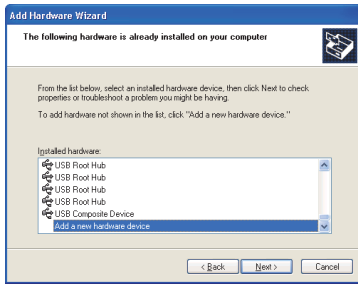 Add Hardware Wizard
The following hardware is already installed on your computer
From the list below, select an installed hardware device, then click Next to check
properties or troubleshoot a problem you might be having.
To add hardware not shown in the list, click "Add a new hardware device."
Installed hardware:
USB Root Hub
USB Root Hub
USB Root Hub
USB Root Hub
USB Composite Device
Add a new hardware device
< Back
Next >
Cancel